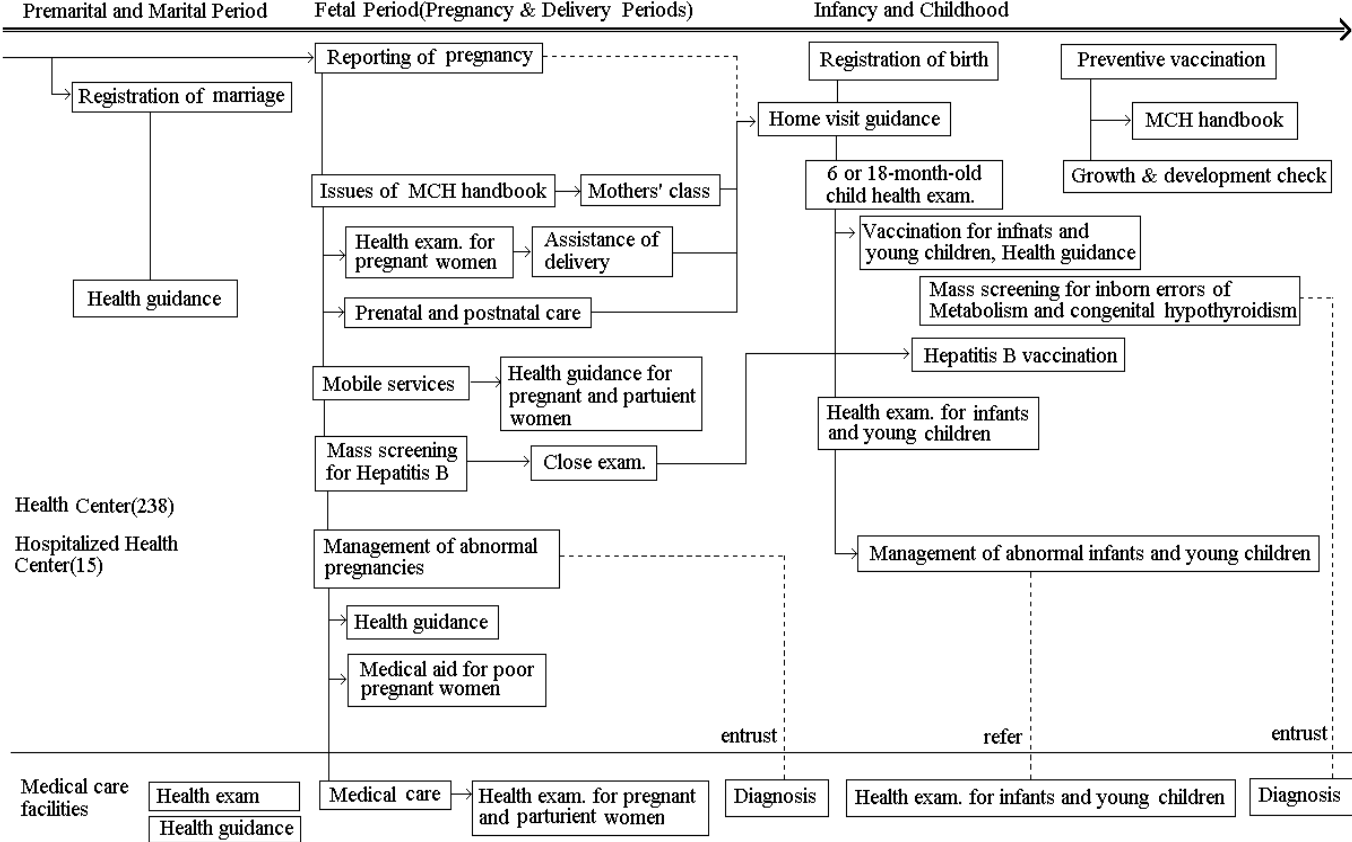 Premarital and Marital Period
Fetal Period(Pregnancy & Delivery Periods)
Infancy and Childhood
Reporting of pregnancy
Registration of marriage
Health guidance
Issues of MCH handbook
Mothers' class
Health exam. for
pregnant women
Assistance of
delivery
Prenatal and postnatal care
Mobile services
Health guidance for
pregnant and partuient
women
Mass screening
for Hepatitis B
Close exam.
Health Center(238)
Hospitalized Health
Center(15)
Management of abnormal
pregnancies
Health guidance
Medical aid for poor
pregnant women
Registration of birth
Preventive vaccination
Home visit guidance
MCH handbook
6 or 18-month-old
child health exam.
Growth & development check
Vaccination for infnats and
young children, Health guidance
Mass screening for inborn errors of
Metabolism and congenital hypothyroidism
Hepatitis B vaccination
Health exam. for infants
and young children
Management of abnormal infants and young children
entrust
refer
entrust
Medical care
facilities
Health exam
Health guidance
Medical care
Health exam. for pregnant
and parturient women
Diagnosis
Health exam. for infants and young children
Diagnosis